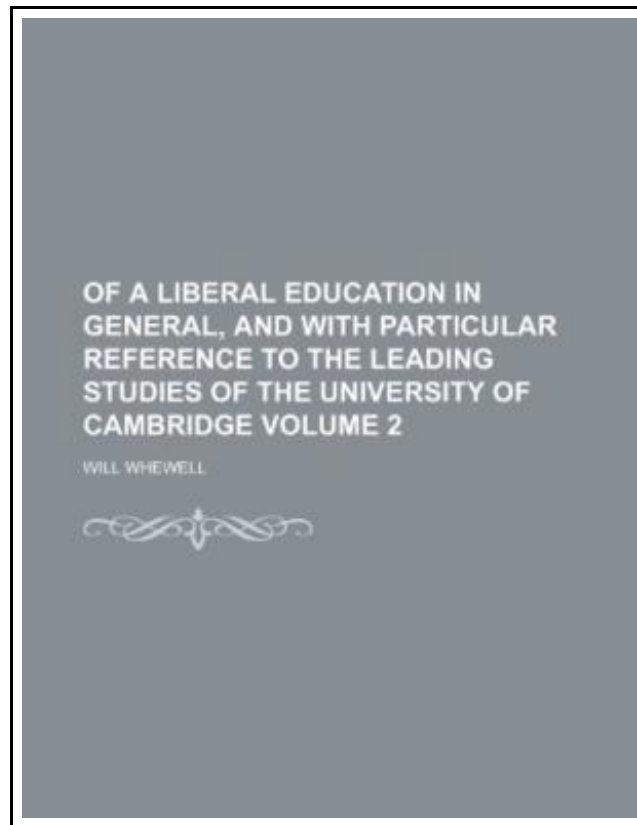 OF A LIBERAL EDUCATION IN
GENERAL, AND WITH PARTICULAR
REFERENCE TO THE LEADING
STUDIES OF THE UNIVERSITY OF
CAMBRIDGE VOLUME 2
WILL WHEWELL